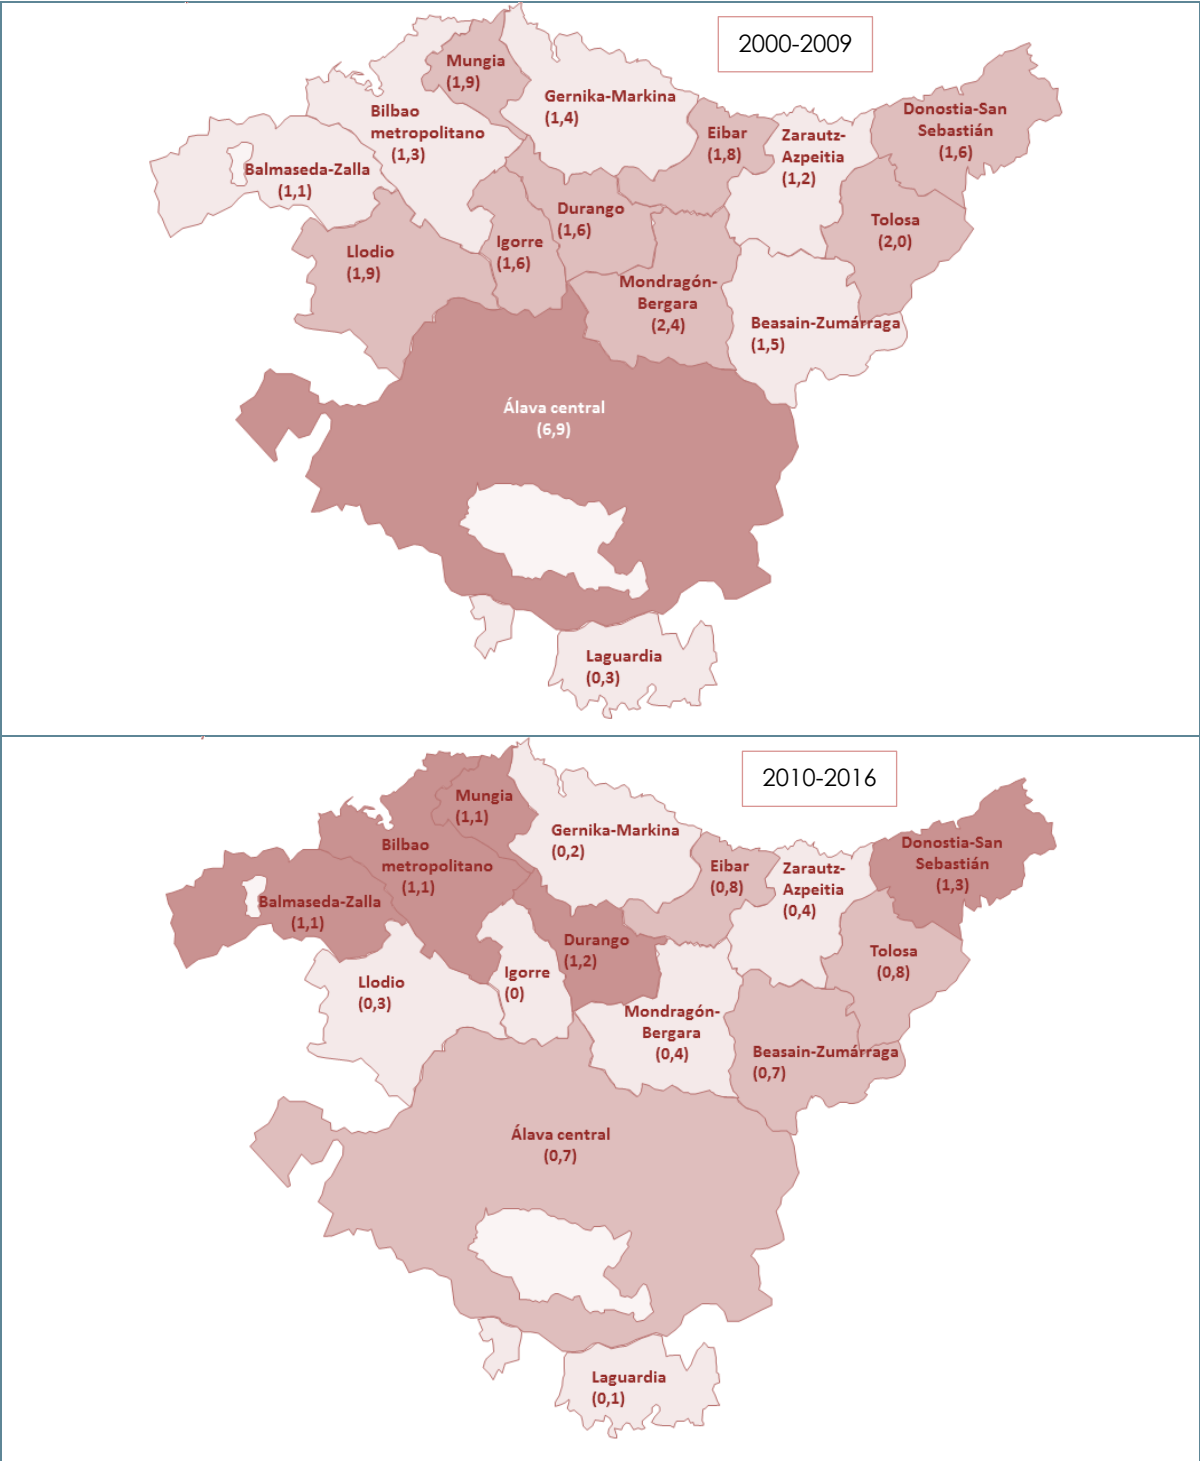 2000-2009
Mungia
(1,9)
Gernika-Markina
(1,4)
Bilbao
metropolitano
(1,3)
Eibar
(1,8)
Zarautz-
Azpeitia
(1,2)
Donostia-San
Sebastián
(1,6)
Balmaseda-Zalla
(1,1)
Durango
(1,6)
Tolosa
(2,0)
Llodio
(1,9)
Igorre
(1,6)
Mondragón-
Bergara
(2,4)
Beasain-Zumárraga
(1,5)
Álava central
(6,9)
Laguardia
(0,3)
2010-2016
Mungia
(1,1)
Gernika-Markina
(0,2)
Bilbao
metropolitano
(1,1)
Eibar
(0,8)
Zarautz-
Azpeitia
(0,4)
Donostia-San
Sebastián
(1,3)
Balmaseda-Zalla
(1,1)
Durango
(1,2)
Tolosa
(0,8)
Llodio
(0,3)
Igorre
(0)
Mondragón-
Bergara
(0,4)
Beasain-Zumárraga
(0,7)
Álava central
(0,7)
Laguardia
(0,1)